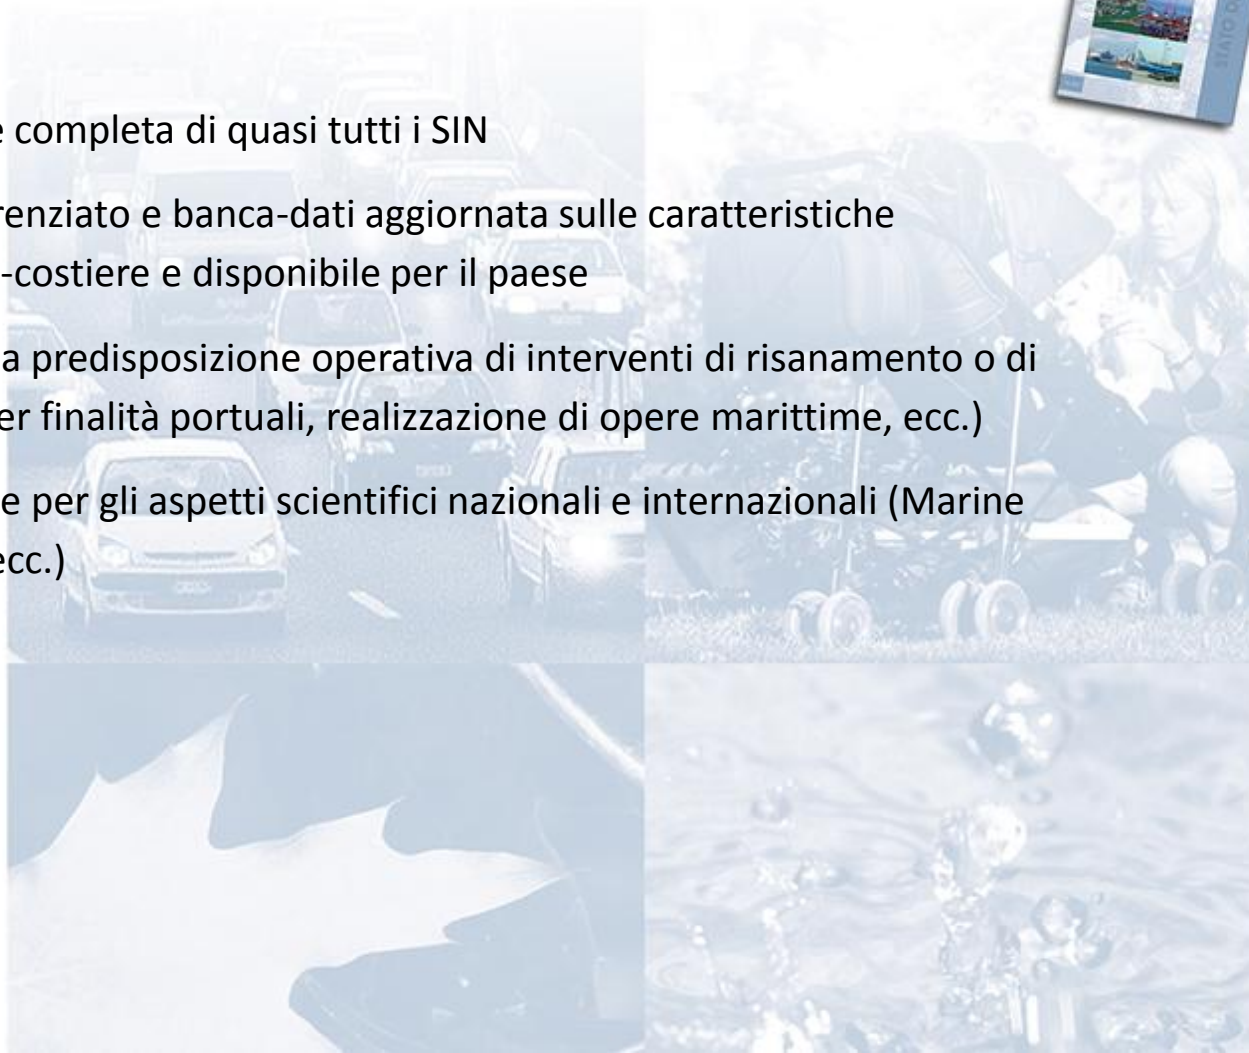 e completa di quasi tutti i SIN
renziato e banca-dati aggiornata sulle caratteristiche
-costiere e disponibile per il paese
a predisposizione operativa di interventi di risanamento o di
er finalità portuali, realizzazione di opere marittime, ecc.)
e per gli aspetti scientifici nazionali e internazionali (Marine
ecc.)